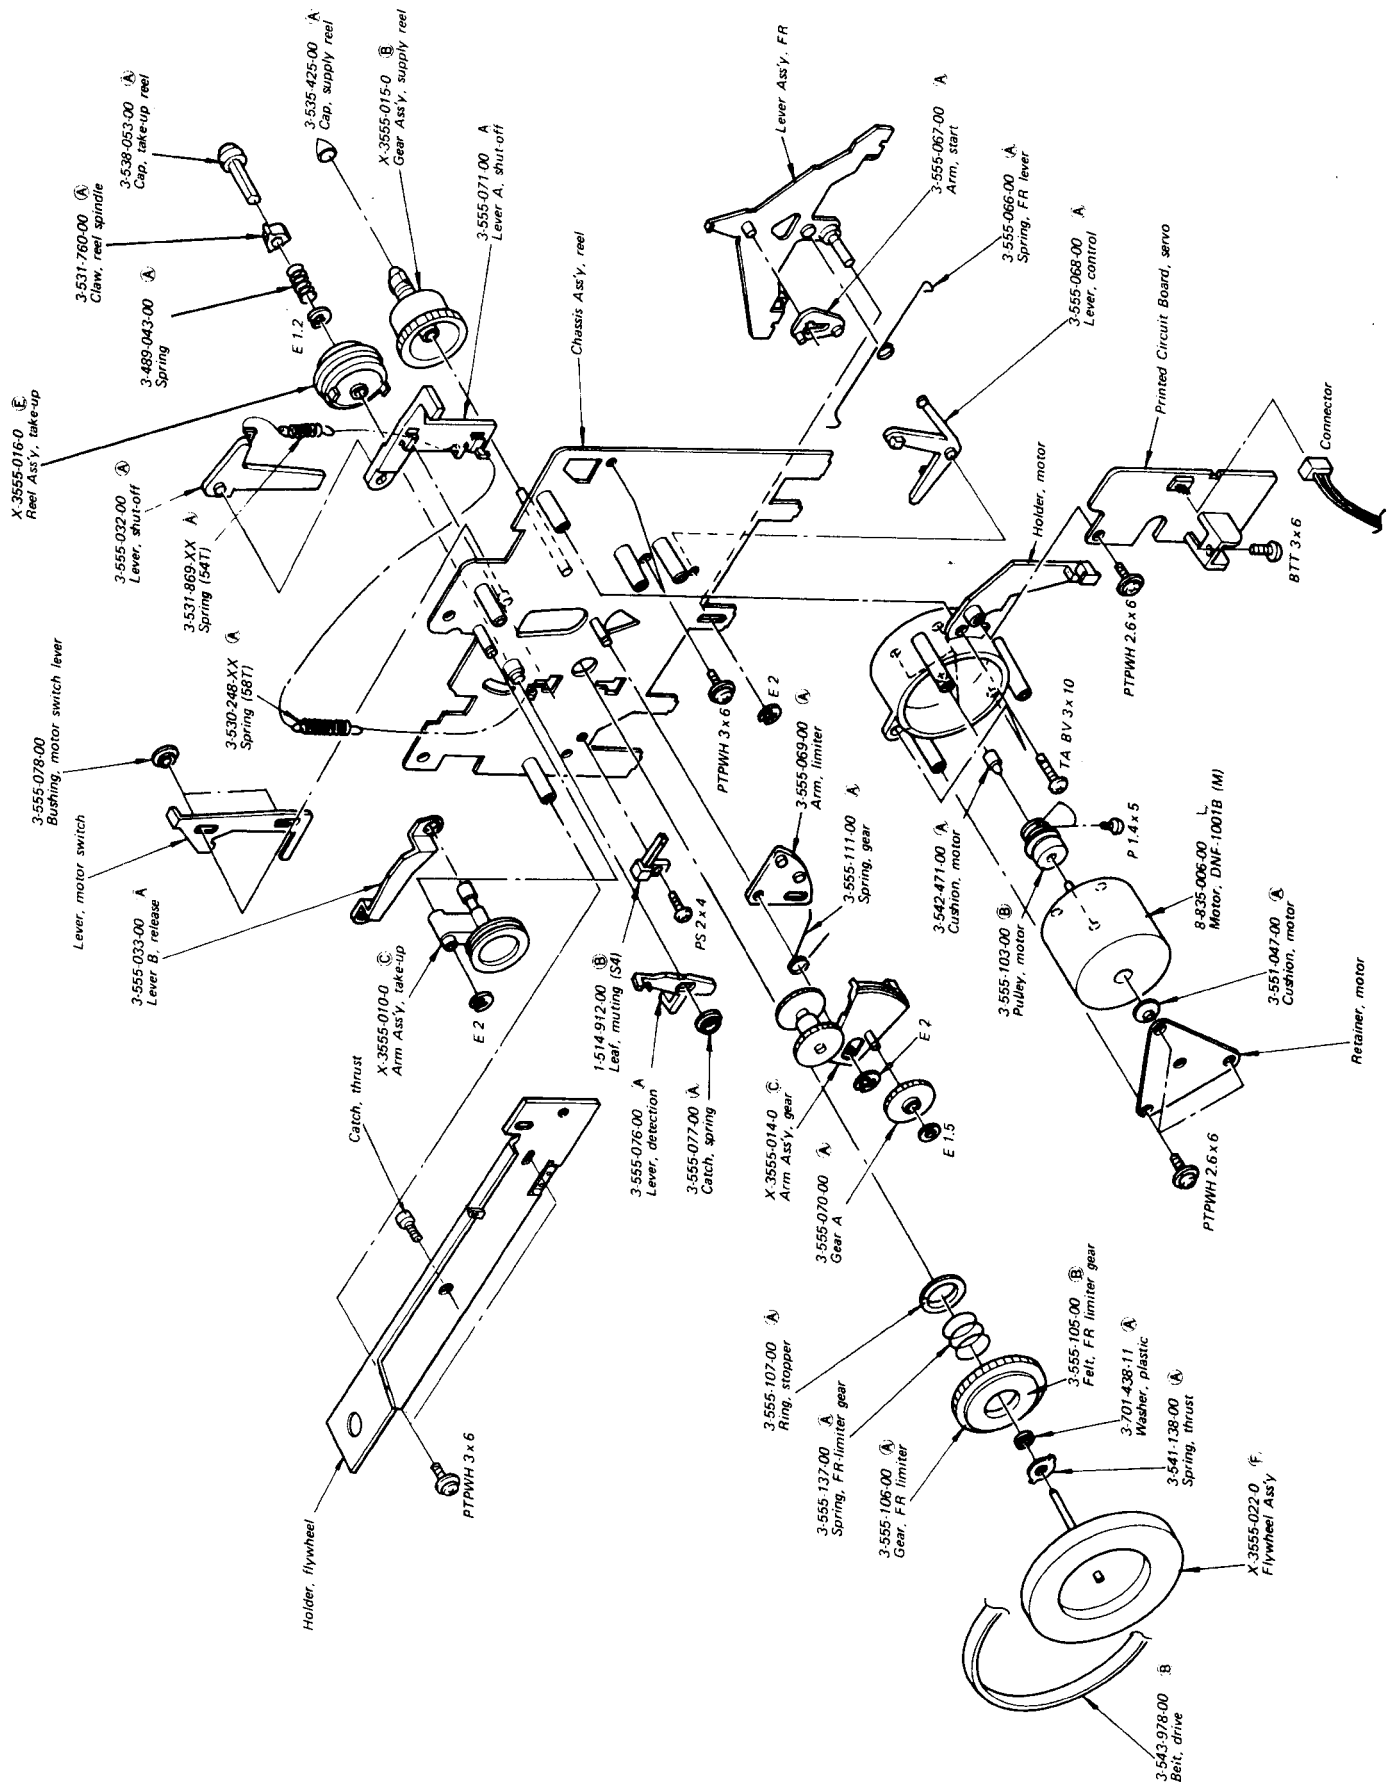 X-3555-016-0 Ⓔ
Reel Ass'y, take-up
3-555-032-00 Ⓐ
Lever, shut-off
3-531-869-XX Ⓐ
Spring (54T)
3-530-248-XX Ⓐ
Spring (58T)
3-555-078-00
Bushing, motor switch lever
Lever, motor switch
3-555-033-00 A
Lever B, release
X-3555-010-0 Ⓒ
Arm Ass'y, take-up
E 2
Catch, thrust
Holder, flywheel
PTPWH 3 x 6
3-489-043-00 Ⓐ
Spring
E 1.2
3-531-760-00 Ⓐ
Claw, reel spindle
3-538-053-00 Ⓐ
Cap, take-up reel
3-535-425-00 Ⓐ
Cap, supply reel
X-3555-015-0 Ⓑ
Gear Ass'y, supply reel
3-555-071-00 A
Lever A, shut-off
Chassis Ass'y, reel
Lever Ass'y, FR
3-555-067-00 A
Arm, start
3-555-066-00 Ⓐ
Spring, FR lever
3-555-068-00 A
Lever, control
Printed Circuit Board, servo
Connector
BTT 3 x 6
PTPWH 2.6 x 6
Holder, motor
TA BV 3 x 10
PTPWH 3 x 6
E 2
3-555-069-00 Ⓐ
Arm, limiter
3-555-111-00 A
Spring, gear
PS 2 x 4
1-514-912-00 Ⓑ
Leaf, muting (S4)
3-555-076-00 A
Lever, detection
3-555-077-00 Ⓐ
Catch, spring
X-3555-014-0 Ⓒ
Arm Ass'y, gear
E 2
3-555-070-00 Ⓐ
Gear A
E 1.5
3-542-471-00 Ⓐ
Cushion, motor
P 1.4 x 5
3-555-103-00 Ⓑ
Pulley, motor
8-835-006-00 L
Motor, DNF-1001B (M)
3-551-047-00 Ⓐ
Cushion, motor
Retainer, motor
PTPWH 2.6 x 6
3-555-107-00 Ⓐ
Ring, stopper
3-555-137-00 Ⓐ
Spring, FR-limiter gear
3-555-106-00 Ⓐ
Gear, FR limiter
3-555-105-00 Ⓑ
Felt, FR limiter gear
3-701-438-11 Ⓐ
Washer, plastic
3-541-138-00 Ⓐ
Spring, thrust
X-3555-022-0 F
Flywheel Ass'y
3-543-978-00 B
Belt, drive